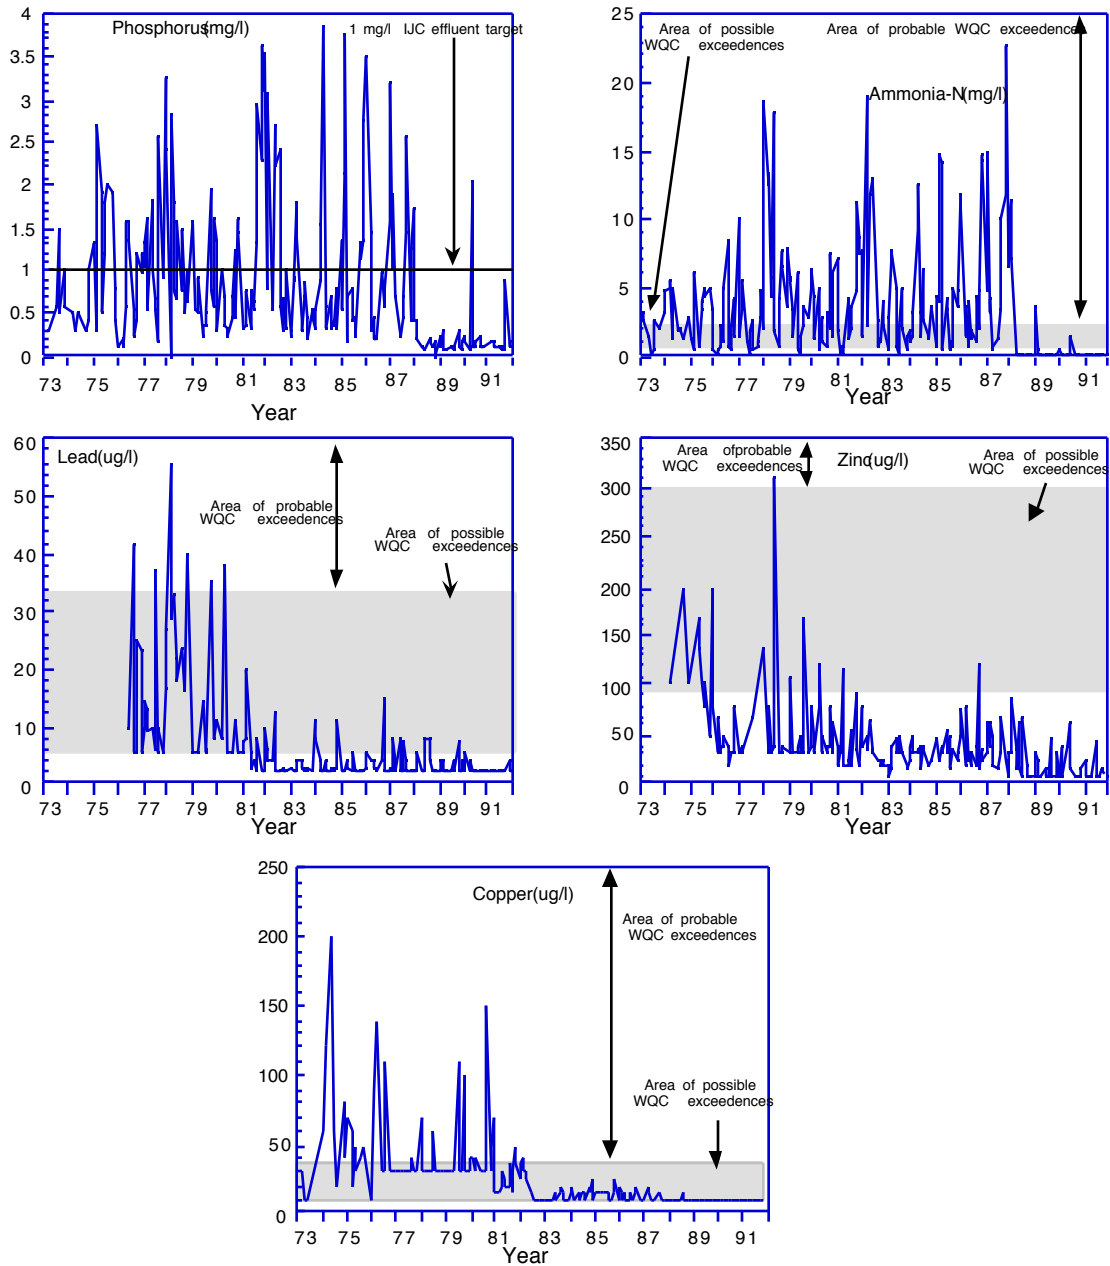 Phosphorus(mg/l)
1 mg/l IJC effluent target
4
3.5
3
2.5
2
1.5
1
0.5
0
73 75 77 79 81 83 85 87 89 91
Year
Area of possible
WQC exceedences
Area of probable WQC exceedences
Ammonia-N(mg/l)
25
20
15
10
5
0
73 75 77 79 81 83 85 87 89 91
Year
Lead(ug/l)
Area of probable
WQC exceedences
Area of possible
WQC exceedences
60
50
40
30
20
10
0
73 75 77 79 81 83 85 87 89 91
Year
Area ofprobable
WQC exceedences
Zinc(ug/l)
Area of possible
WQC exceedences
350
300
250
200
150
100
50
0
73 75 77 79 81 83 85 87 89 91
Year
Copper(ug/l)
Area of probable
WQC exceedences
Area of possible
WQC exceedences
250
200
150
100
50
0
73 75 77 79 81 83 85 87 89 91
Year